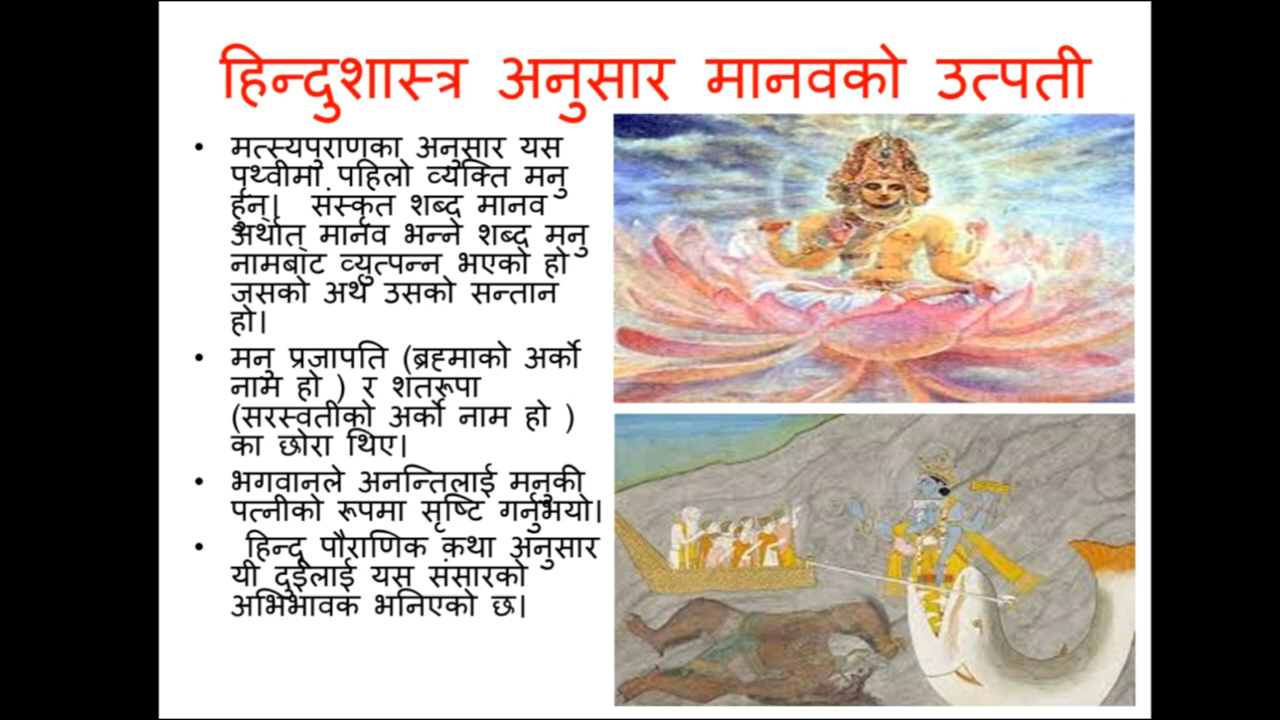 हिन्दुशास्त्र अनुसार मानवको उत्पती
• मत्स्यपुराणका अनुसार यस
पृथ्वीमा पहिलो व्यक्ति मनु
हुन्। संस्कृत शब्द मानव
अर्थात् मानव भन्ने शब्द मनु
नामबाट व्युत्पन्न भएको हो
जसको अर्थ उसको सन्तान
हो।
• मनु प्रजापति (ब्रह्माको अर्को
नाम हो ) र शतरूपा
(सरस्वतीको अर्को नाम हो )
का छोरा थिए।
• भगवानले अनन्तिलाई मनुकी
पत्नीको रूपमा सृष्टि गर्नुभयो।
• हिन्दू पौराणिक कथा अनुसार
यी दुईलाई यस संसारको
अभिभावक भनिएको छ।